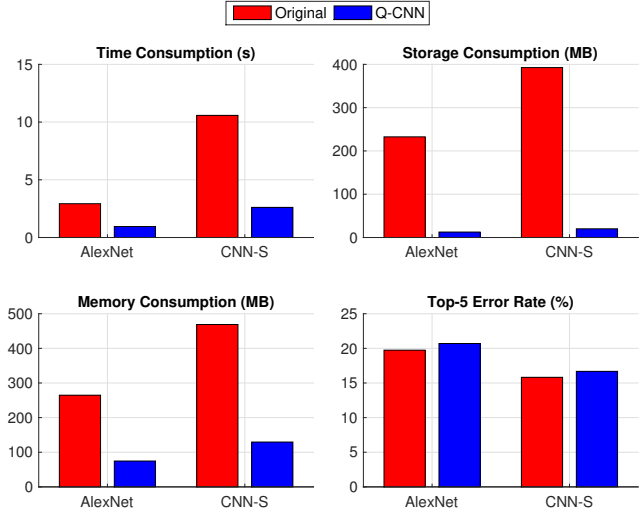 Original Q-CNN
Time Consumption (s)
15
10
5
0
AlexNet CNN-S
Storage Consumption (MB)
400
300
200
100
0
AlexNet CNN-S
Memory Consumption (MB)
500
400
300
200
100
0
AlexNet CNN-S
Top-5 Error Rate (%)
25
20
15
10
5
0
AlexNet CNN-S